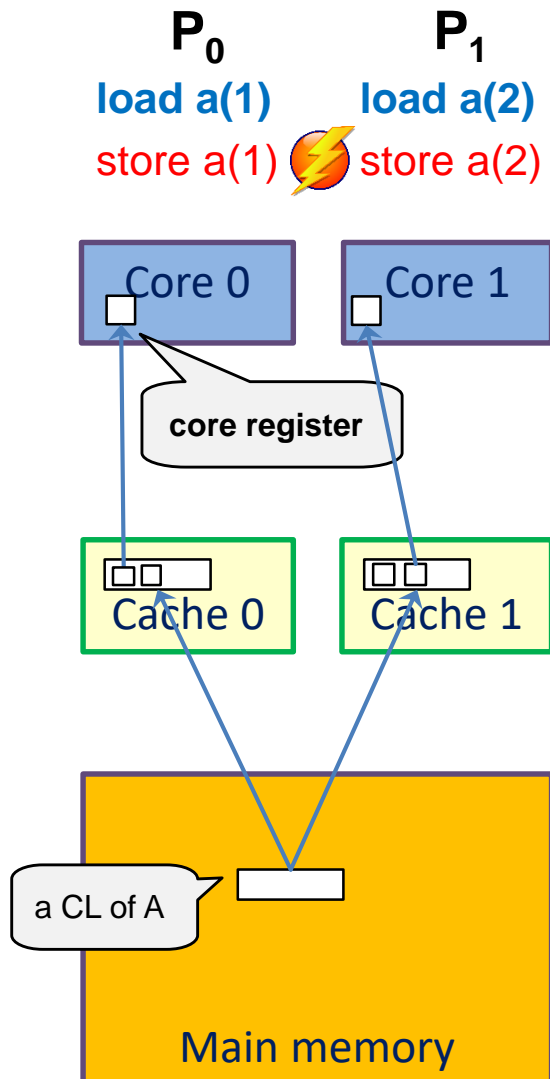 P0 P1
load a(1) load a(2)
store a(1) store a(2)
Core 0 Core 1
core register
Cache 0 Cache 1
a CL of A
Main memory